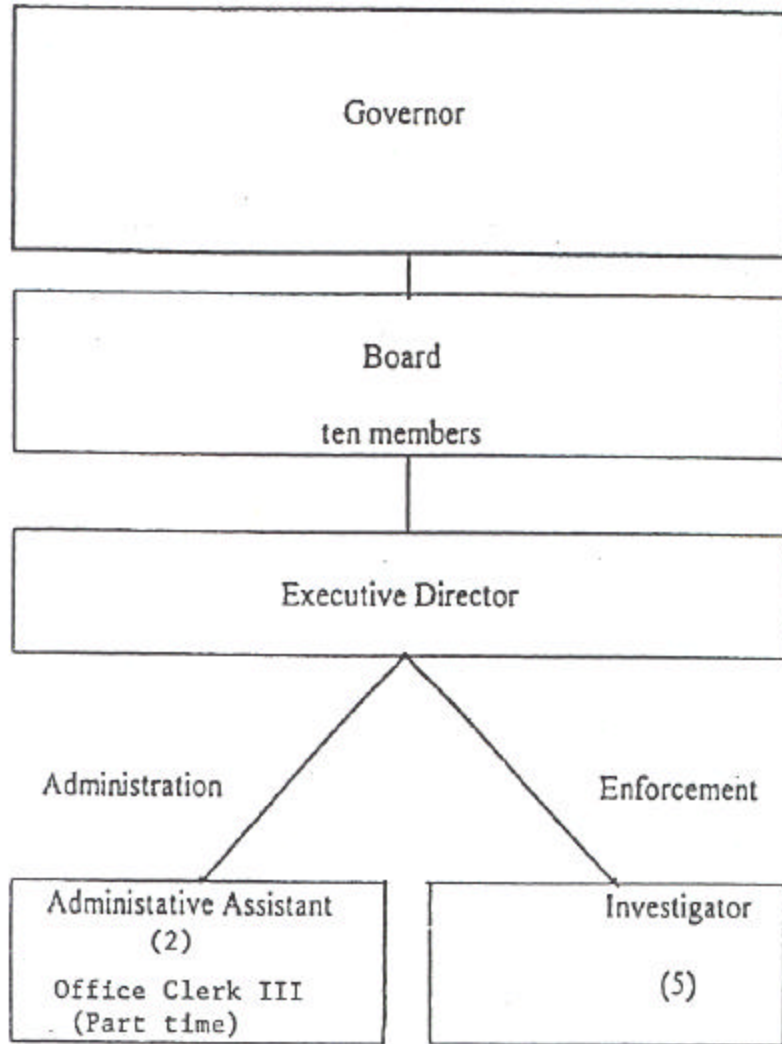 Governor
Board
ten members
Executive Director
Administration
Enforcement
Administative Assistant
(2)
Office Clerk III
(Part time)
Investigator
(5)